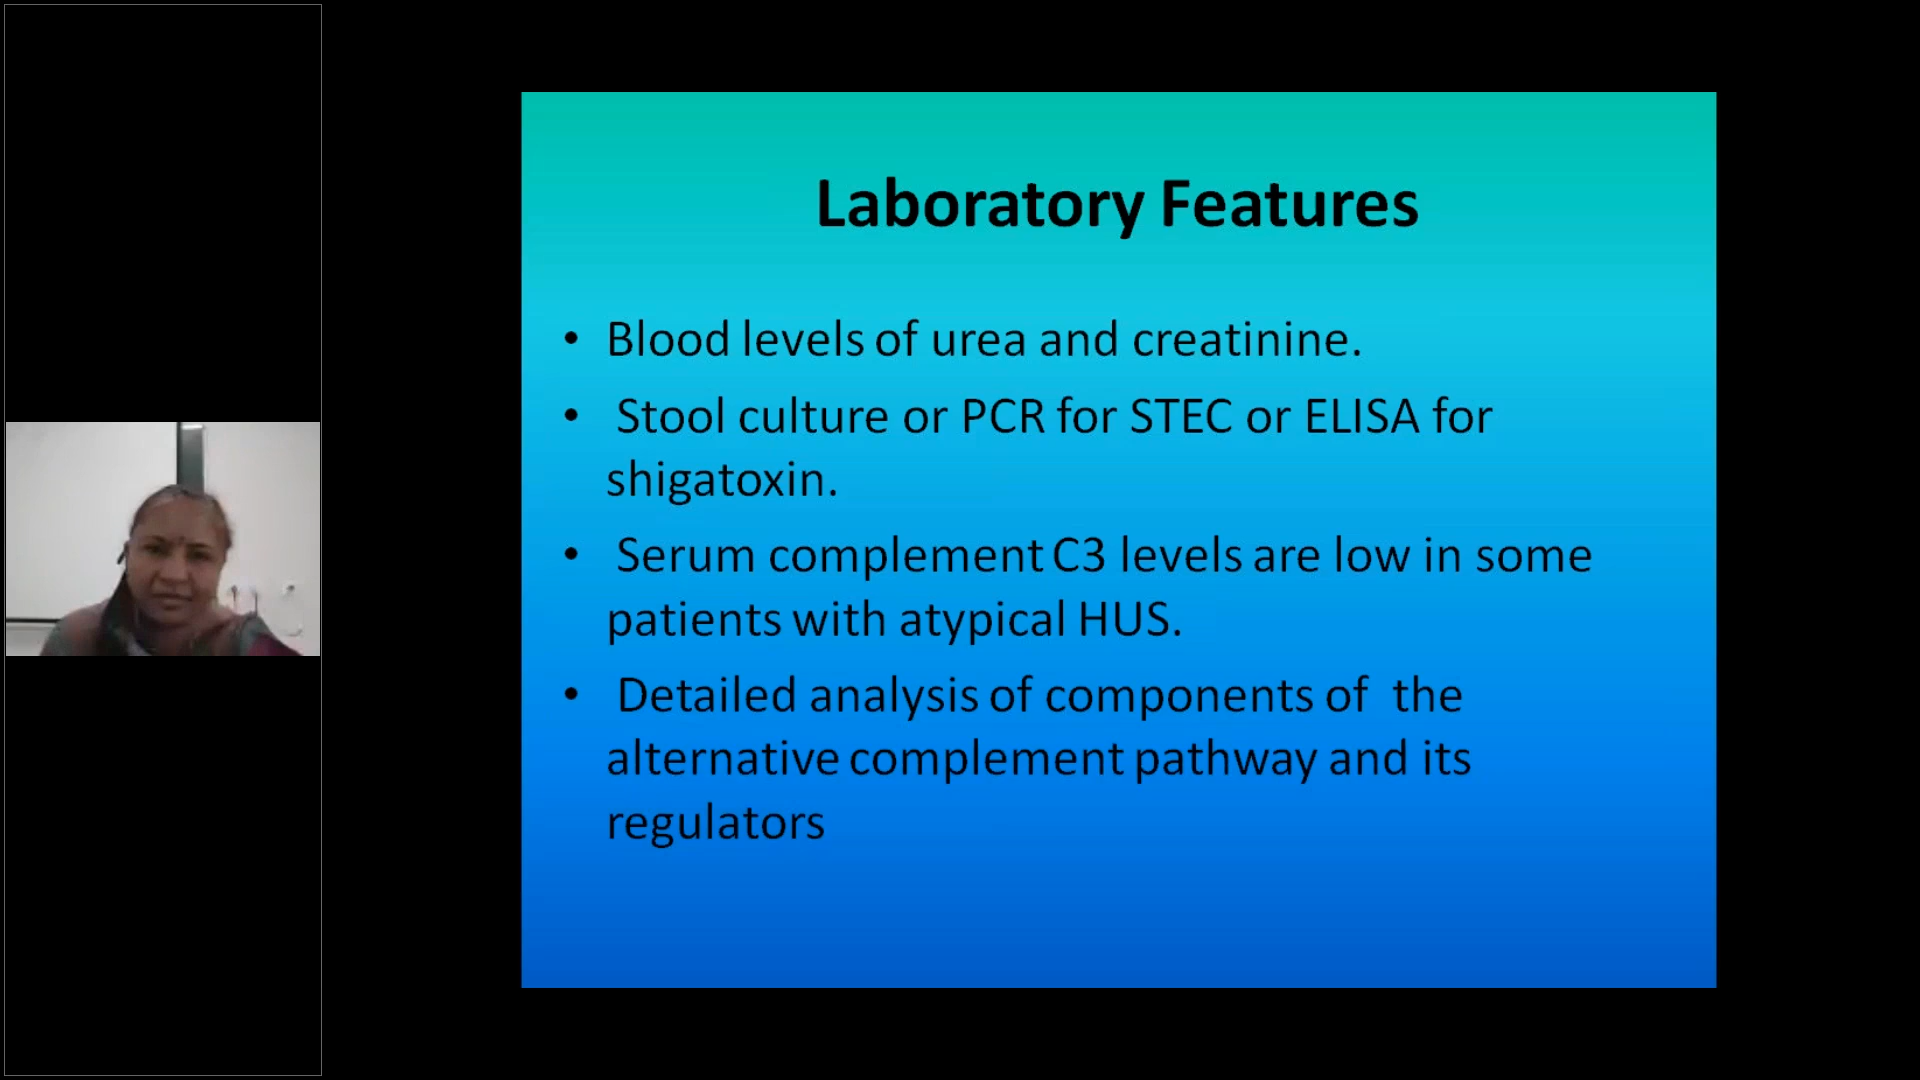 Laboratory Features
• Blood levels of urea and creatinine.
• Stool culture or PCR for STEC or ELISA for
shigatoxin.
• Serum complement C3 levels are low in some
patients with atypical HUS.
• Detailed analysis of components of the
alternative complement pathway and its
regulators